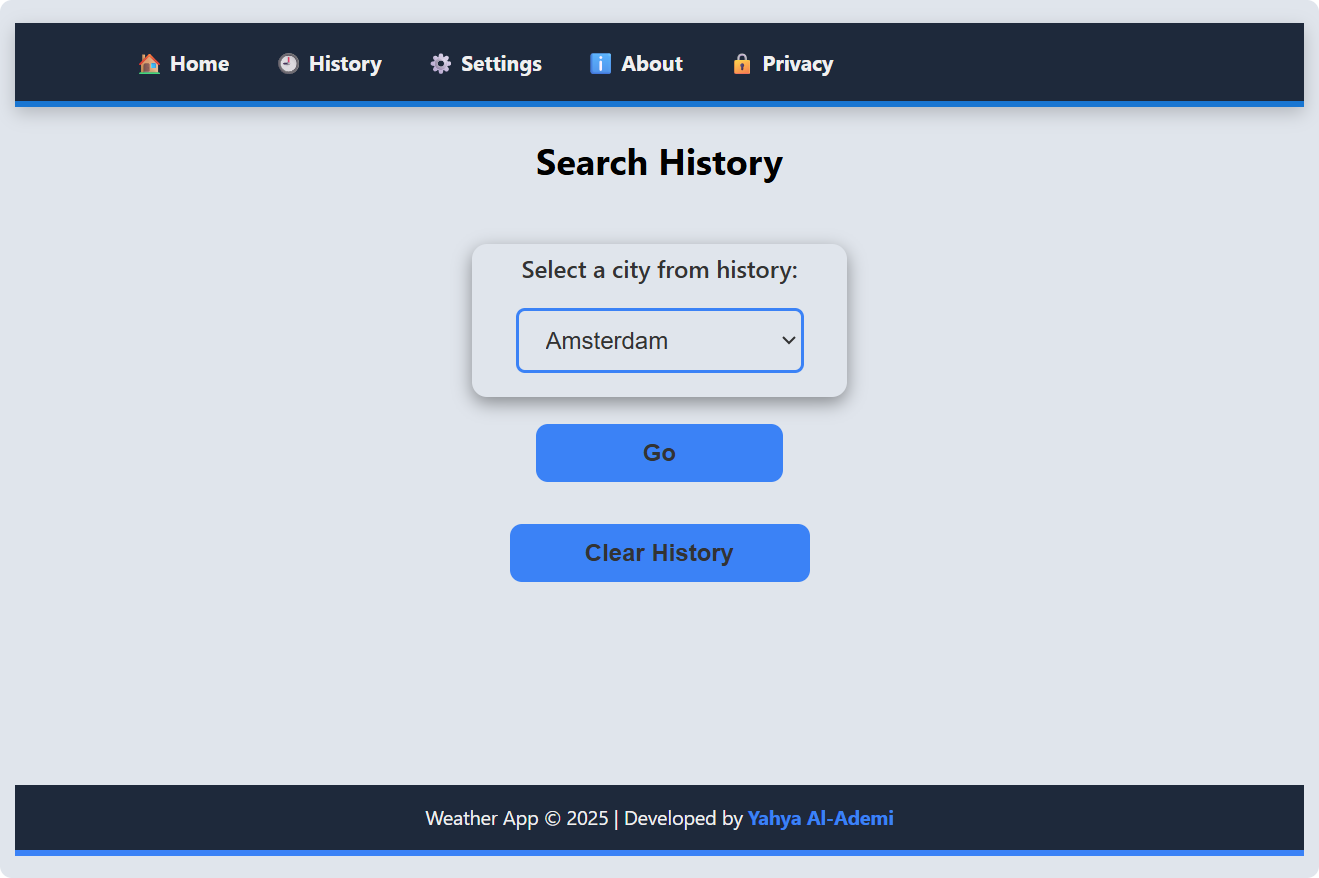 Home History Settings About Privacy
Search History
Select a city from history:
Amsterdam
Go
Clear History
Weather App © 2025 | Developed by Yahya Al-Ademi